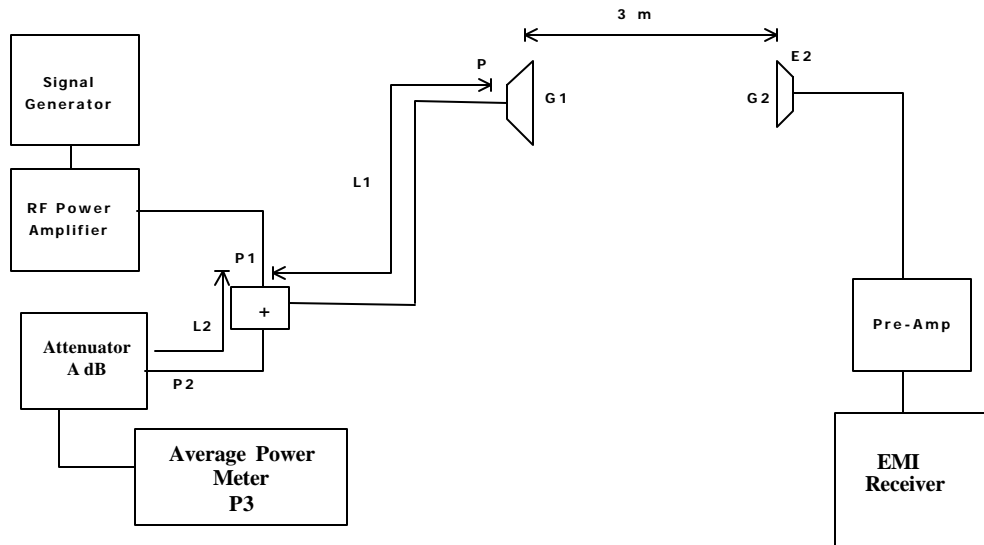 3 m
Signal
Generator
P
G1
E2
G2
L1
RF Power
Amplifier
P1
+
L2
Attenuator
A dB
P2
Pre-Amp
Average Power
Meter
P3
EMI
Receiver